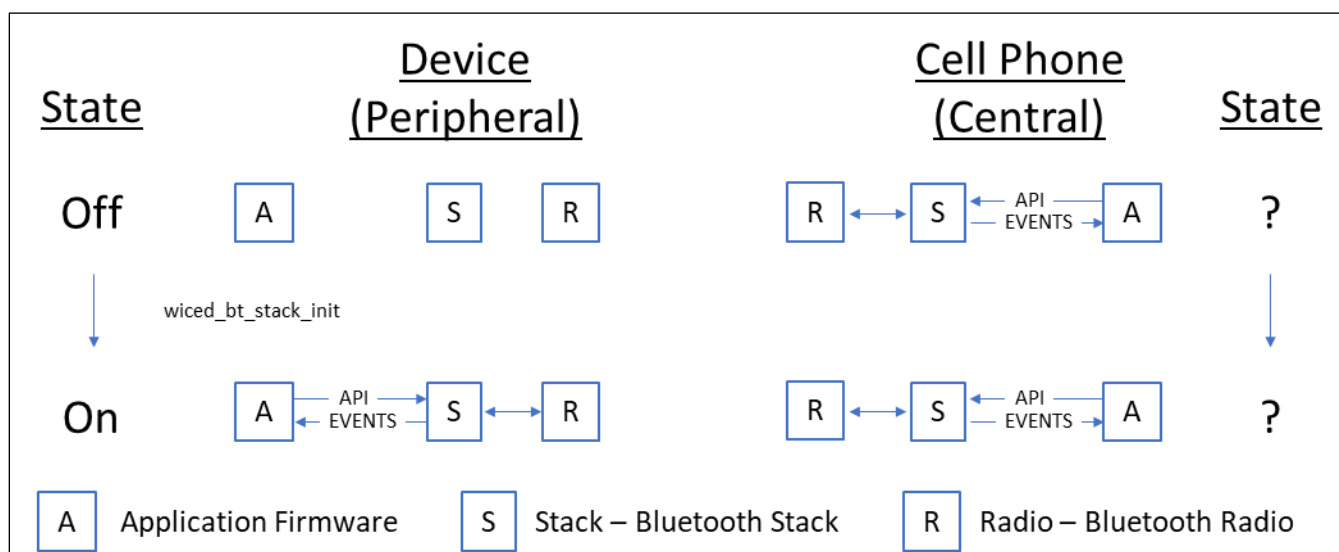 Device
(Peripheral)
Cell Phone
(Central)
State
State
Off
A
S
R
R
S
API
EVENTS
A
?
wiced_bt_stack_init
On
A
API
EVENTS
S
R
R
S
API
EVENTS
A
?
A Application Firmware
S Stack – Bluetooth Stack
R Radio – Bluetooth Radio